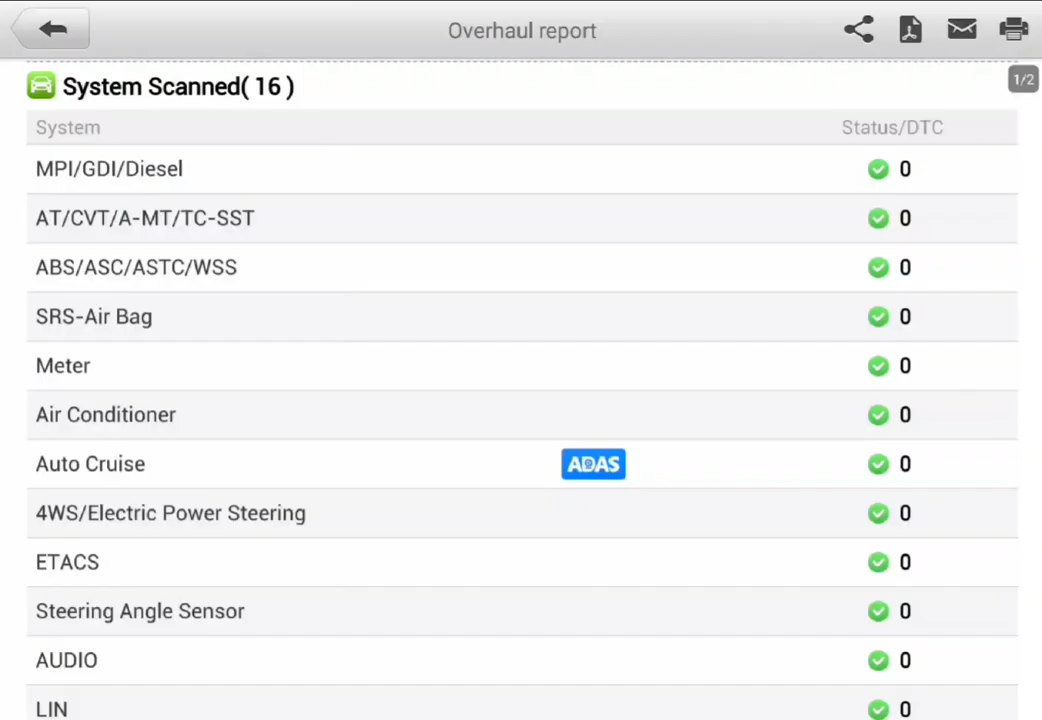 Overhaul report
System Scanned( 16 )
1/2
System Status/DTC
MPI/GDI/Diesel 0
AT/CVT/A-MT/TC-SST 0
ABS/ASC/ASTC/WSS 0
SRS-Air Bag 0
Meter 0
Air Conditioner 0
Auto Cruise ADAS 0
4WS/Electric Power Steering 0
ETACS 0
Steering Angle Sensor 0
AUDIO 0
LIN 0